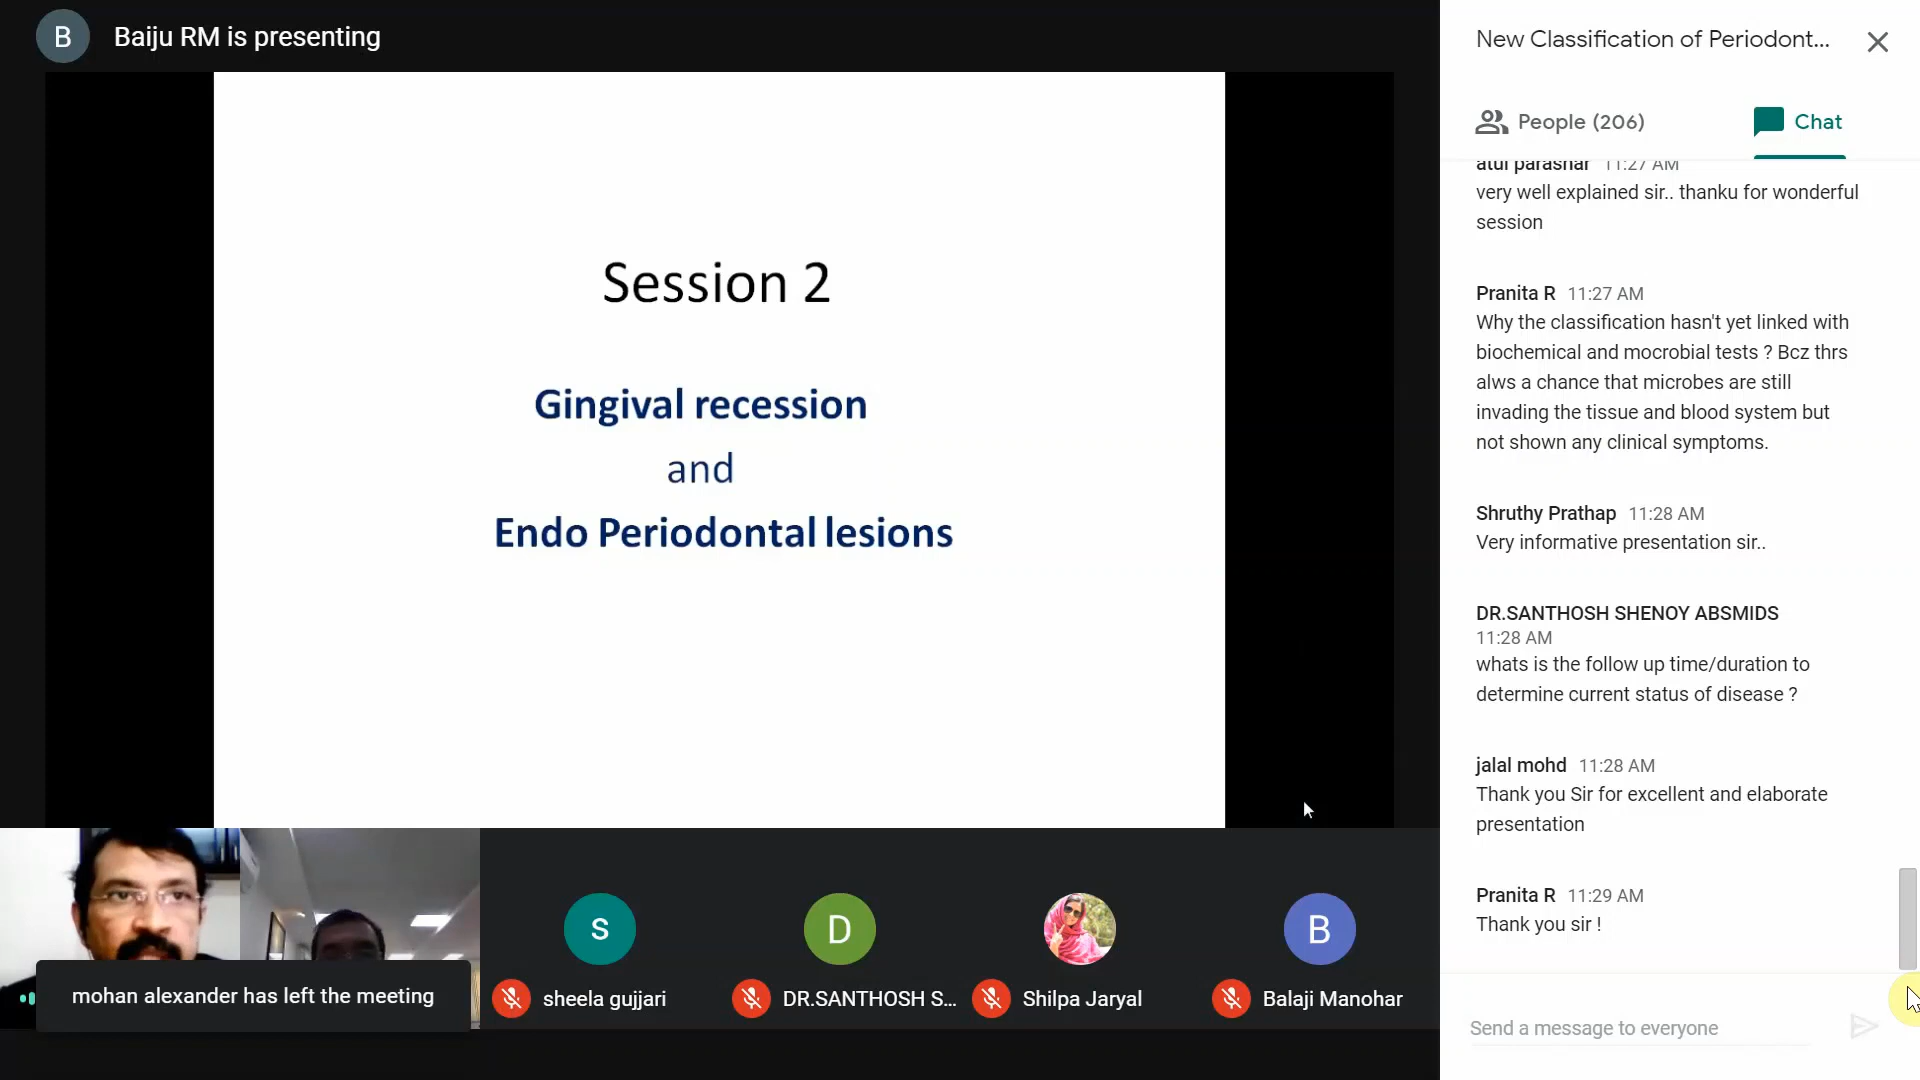 B
Baiju RM is presenting
Session 2
Gingival recession
and
Endo Periodontal lesions
mohan alexander has left the meeting
s
sheela gujjari
D
DR.SANTHOSH S...
Shilpa Jaryal
B
Balaji Manohar
New Classification of Periodont...
People (206)
Chat
atul parashar 11:27 AM
very well explained sir.. thanku for wonderful
session
Pranita R 11:27 AM
Why the classification hasn't yet linked with
biochemical and mocrobial tests ? Bcz thrs
alws a chance that microbes are still
invading the tissue and blood system but
not shown any clinical symptoms.
Shruthy Prathap 11:28 AM
Very informative presentation sir..
DR.SANTHOSH SHENOY ABSMIDS
11:28 AM
whats is the follow up time/duration to
determine current status of disease ?
jalal mohd 11:28 AM
Thank you Sir for excellent and elaborate
presentation
Pranita R 11:29 AM
Thank you sir !
Send a message to everyone